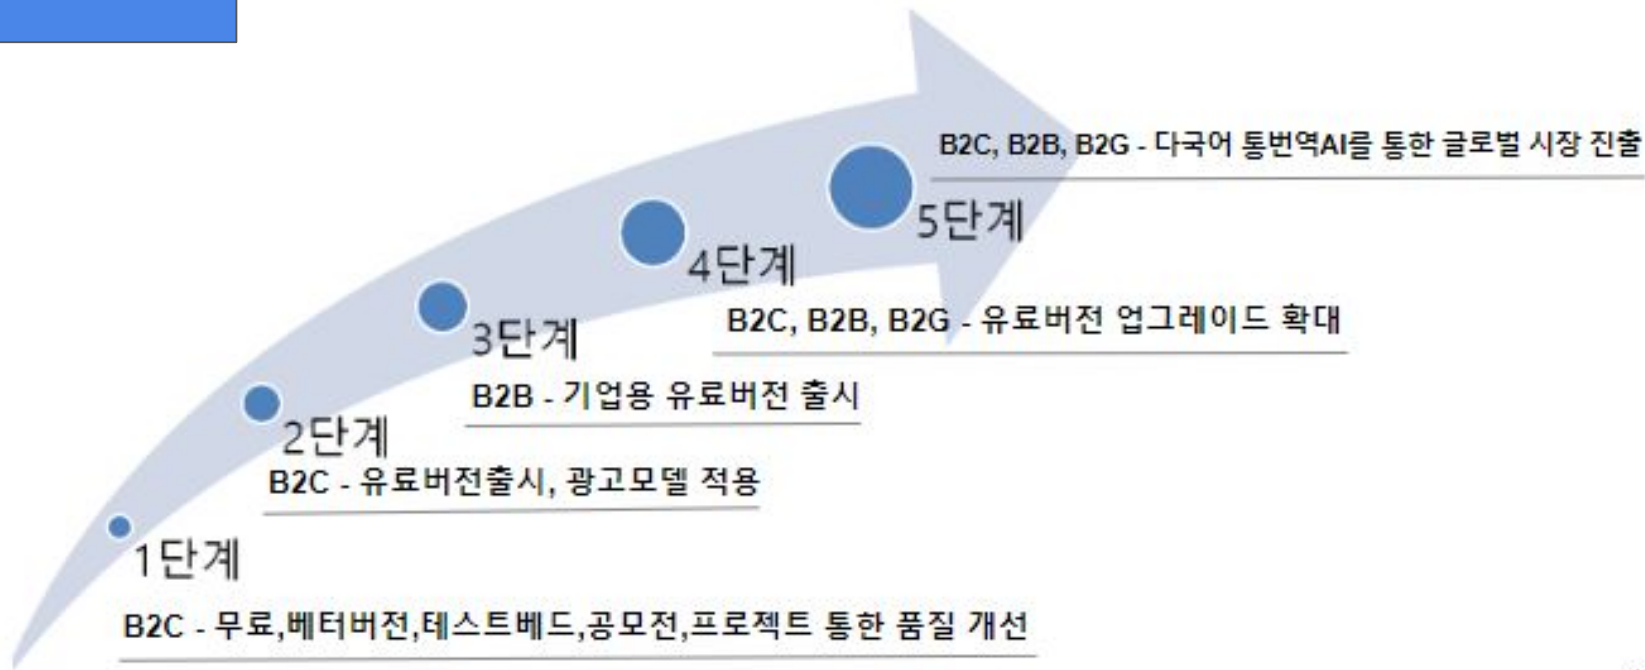 B2C, B2B, B2G - 다국어 통번역AI를 통한 글로벌 시장 진출
5단계
4단계
B2C, B2B, B2G - 유료버전 업그레이드 확대
3단계
B2B - 기업용 유료버전 출시
2단계
B2C - 유료버전출시, 광고모델 적용
1단계
B2C - 무료,베터버전,테스트베드,공모전,프로젝트 통한 품질 개선